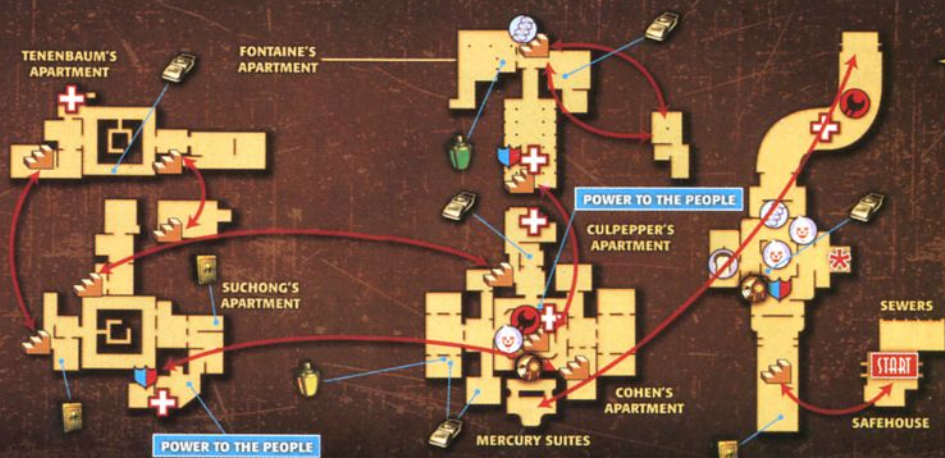 TENENBAUM'S
APARTMENT
FONTAINE'S
APARTMENT
POWER TO THE PEOPLE
CULPEPPER'S
APARTMENT
SUCHONG'S
APARTMENT
SEWERS
START
COHEN'S
APARTMENT
SAFEHOUSE
MERCURY SUITES
POWER TO THE PEOPLE